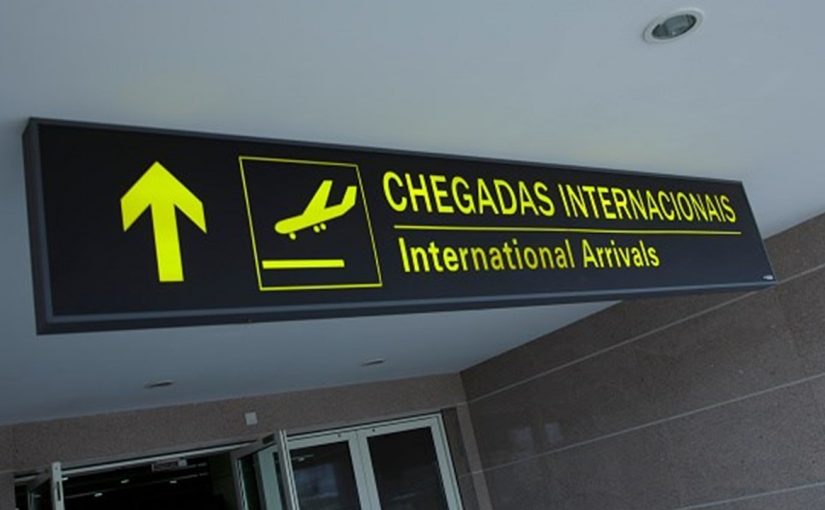 CHEGADAS INTERNACIONAIS
International Arrivals